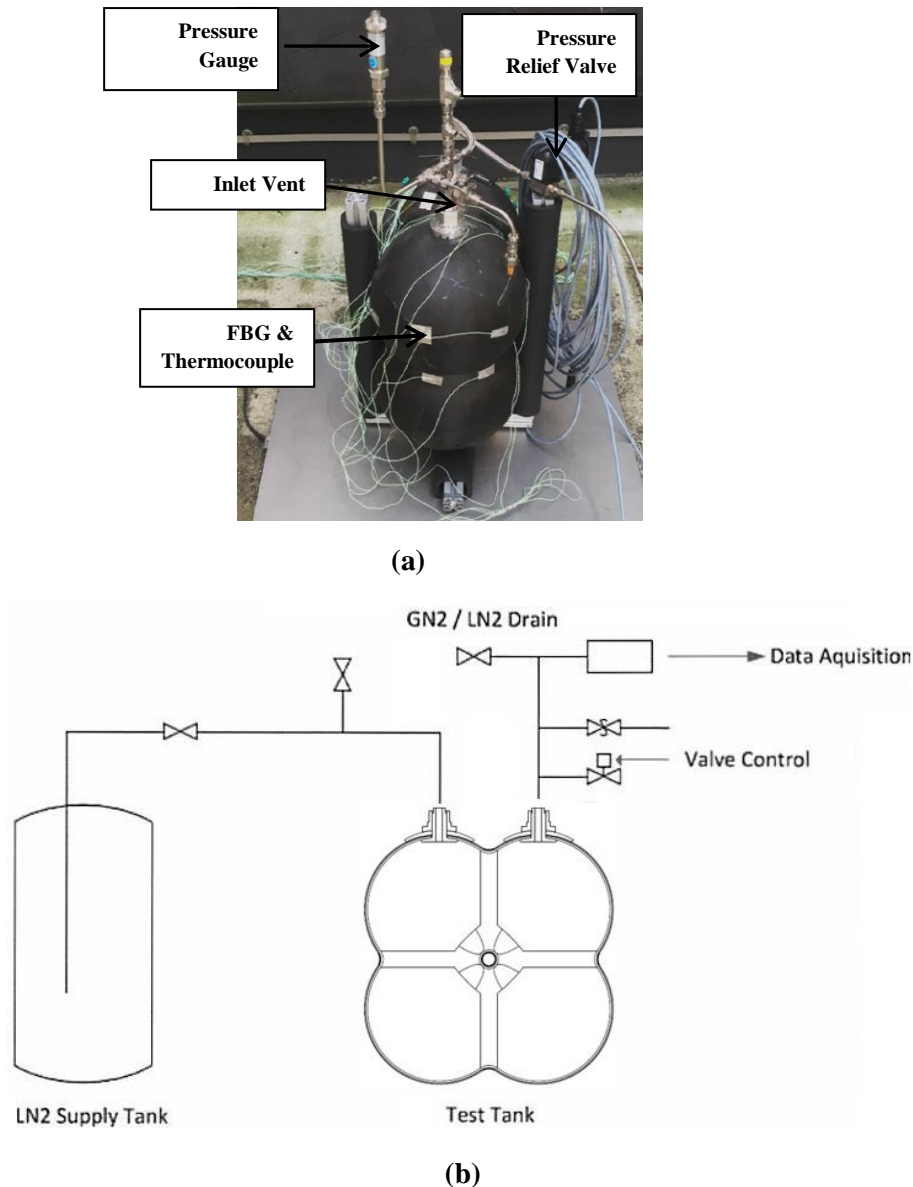 Pressure
Gauge
Pressure
Relief Valve
Inlet Vent
FBG &
Thermocouple
(a)
GN2 / LN2 Drain
Data Aquisition
Valve Control
LN2 Supply Tank
Test Tank
(b)